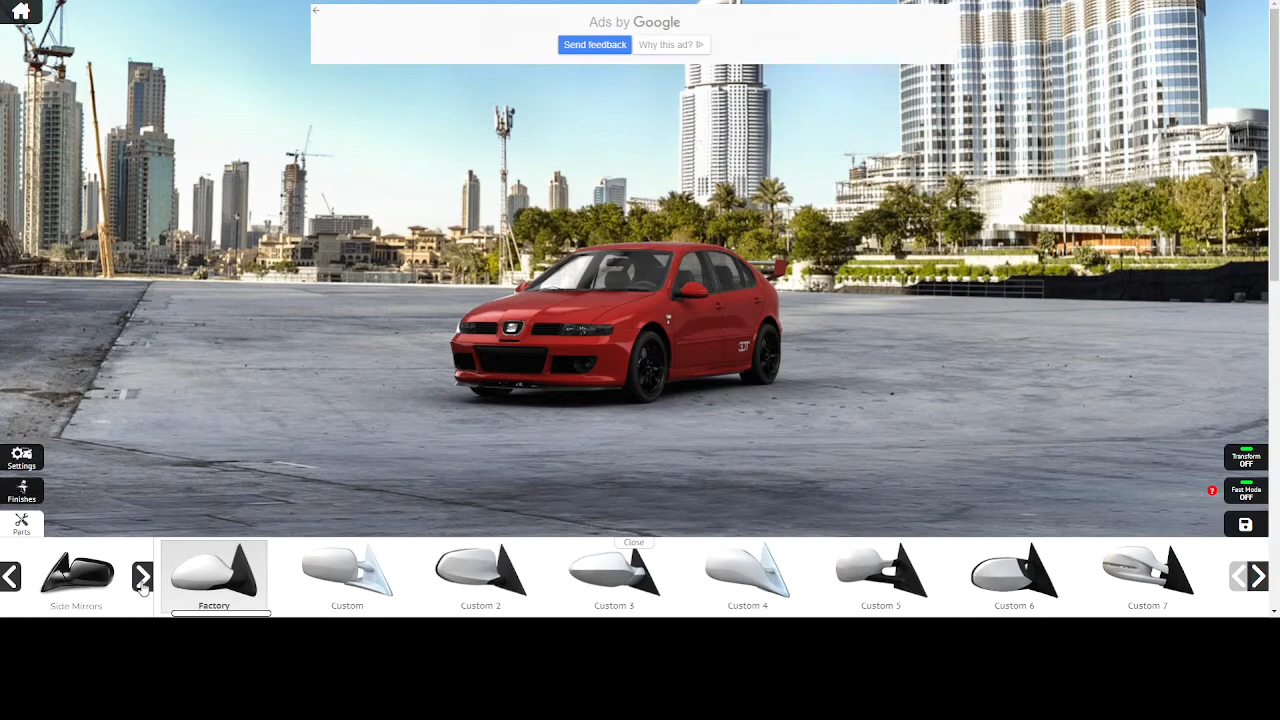 Ads by Google
Send feedback
Why this ad?
Settings
Finishes
Parts
Transform
OFF
?
Fast Mode
OFF
Close
Side Mirrors
Factory
Custom
Custom 2
Custom 3
Custom 4
Custom 5
Custom 6
Custom 7